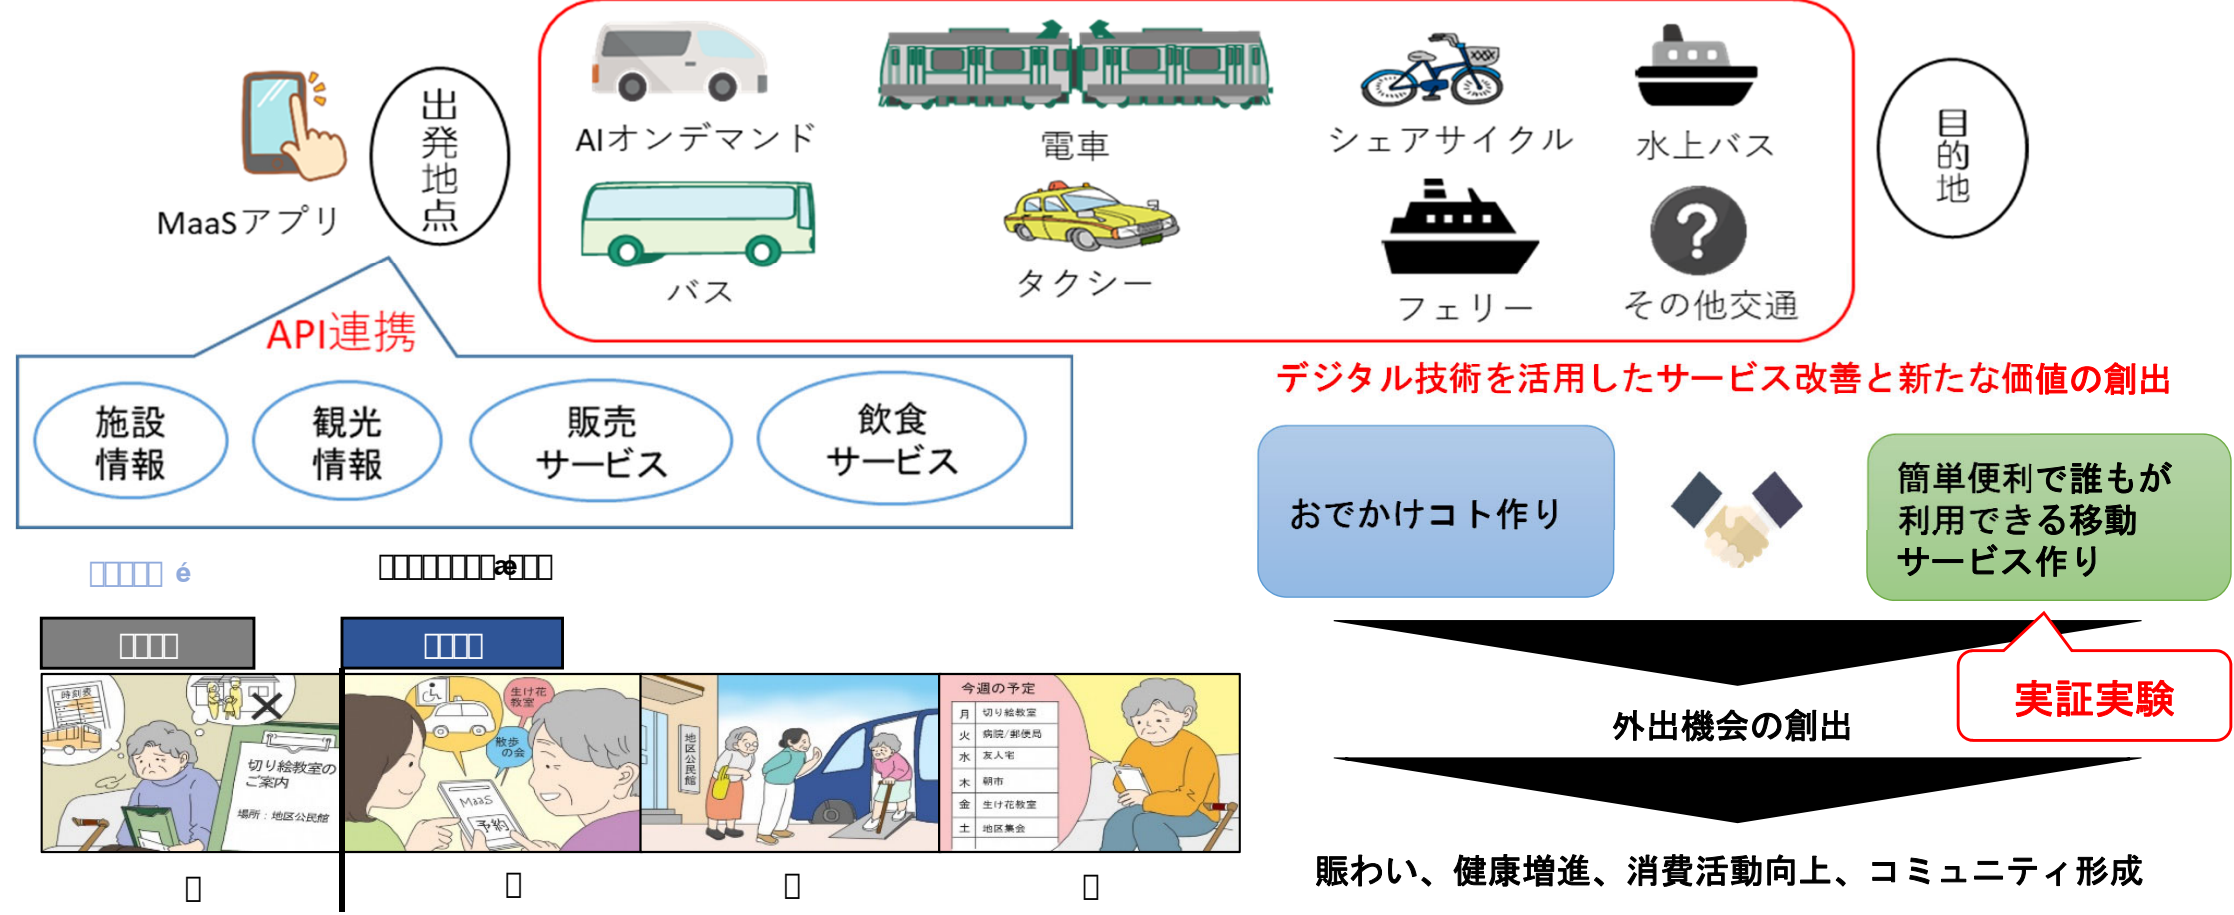 MaaSアプリ
出発地点
AIオンデマンド
電車
シェアサイクル
水上バス
バス
タクシー
フェリー
その他交通
目的地
API連携
施設
情報
観光
情報
販売
サービス
飲食
サービス
デジタル技術を活用したサービス改善と新たな価値の創出
おでかけコト作り
簡単便利で誰もが
利用できる移動
サービス作り
実証実験
外出機会の創出
賑わい、健康増進、消費活動向上、コミュニティ形成
時刻表
切り絵教室の
ご案内
場所：地区公民館
生け花
教室
散歩
の会
MaaS
予約
地区公民館
今週の予定
月 切り絵教室
火 病院/郵便局
水 友人宅
木 朝市
金 生け花教室
土 地区集会